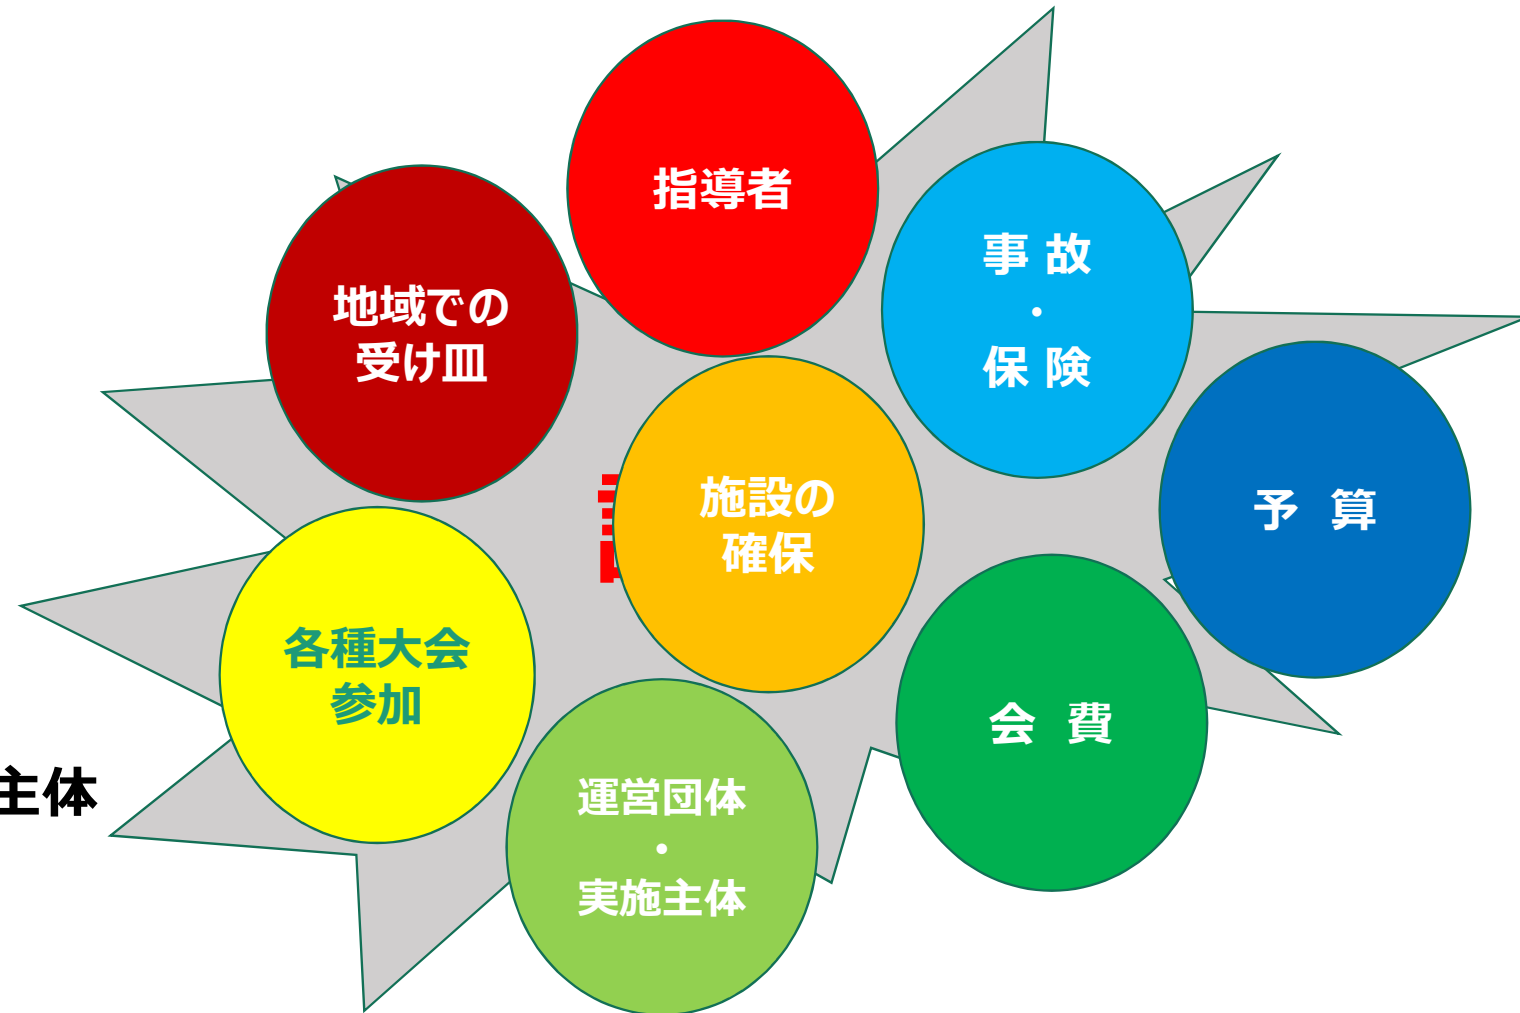 指導者
事 故
・
保 険
地域での
受け皿
施設の
確保
予 算
各種大会
参加
会 費
主体
運営団体
・
実施主体